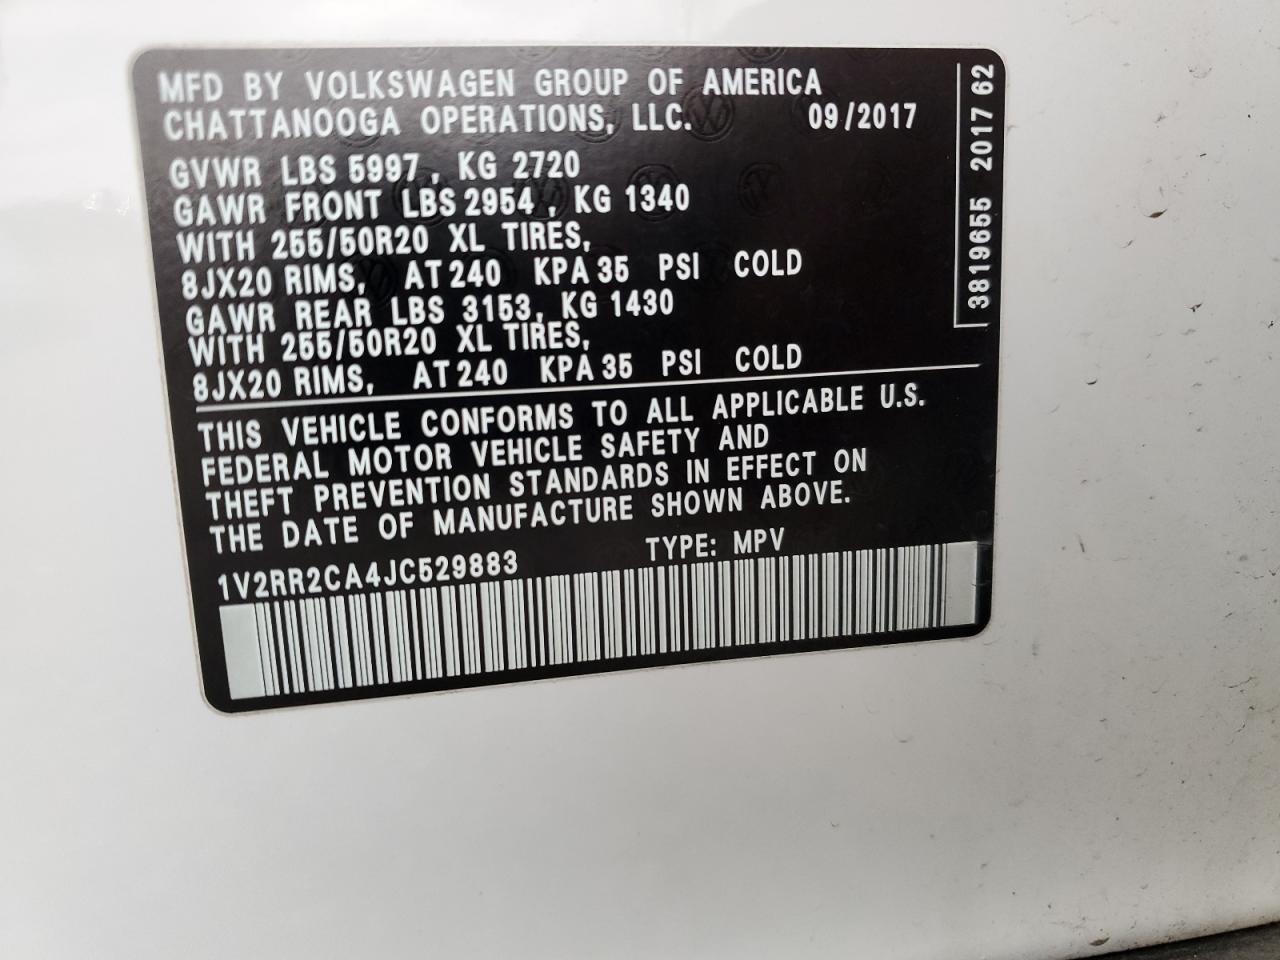 MFD BY VOLKSWAGEN GROUP OF AMERICA
CHATTANOOGA OPERATIONS, LLC. 09/2017
GVWR LBS 5997 , KG 2720
GAWR FRONT LBS 2954 , KG 1340
WITH 255/50R20 XL TIRES,
8JX20 RIMS, AT 240 KPA 35 PSI COLD
GAWR REAR LBS 3153, KG 1430
WITH 255/50R20 XL TIRES,
8JX20 RIMS, AT 240 KPA 35 PSI COLD
THIS VEHICLE CONFORMS TO ALL APPLICABLE U.S.
FEDERAL MOTOR VEHICLE SAFETY AND
THEFT PREVENTION STANDARDS IN EFFECT ON
THE DATE OF MANUFACTURE SHOWN ABOVE.
1V2RR2CA4JC529883 TYPE: MPV
3819655 2017 62